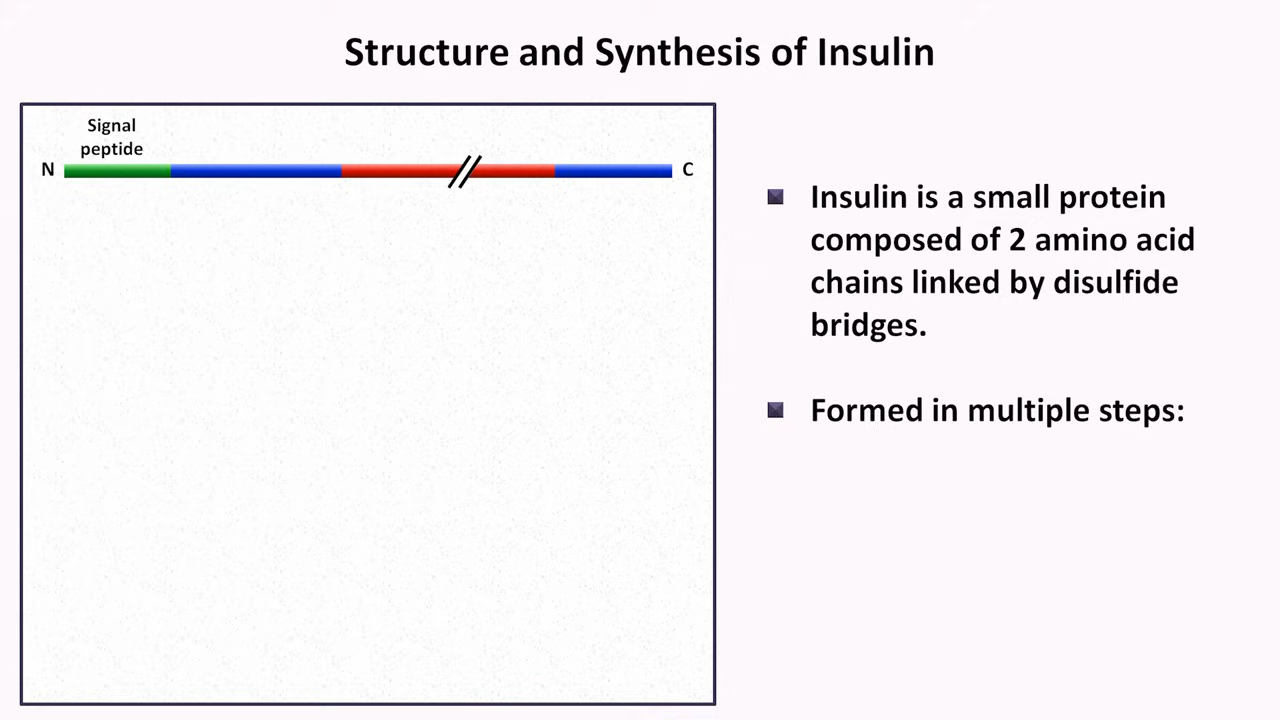 Structure and Synthesis of Insulin
Signal
peptide
N
C
Insulin is a small protein
composed of 2 amino acid
chains linked by disulfide
bridges.
Formed in multiple steps: